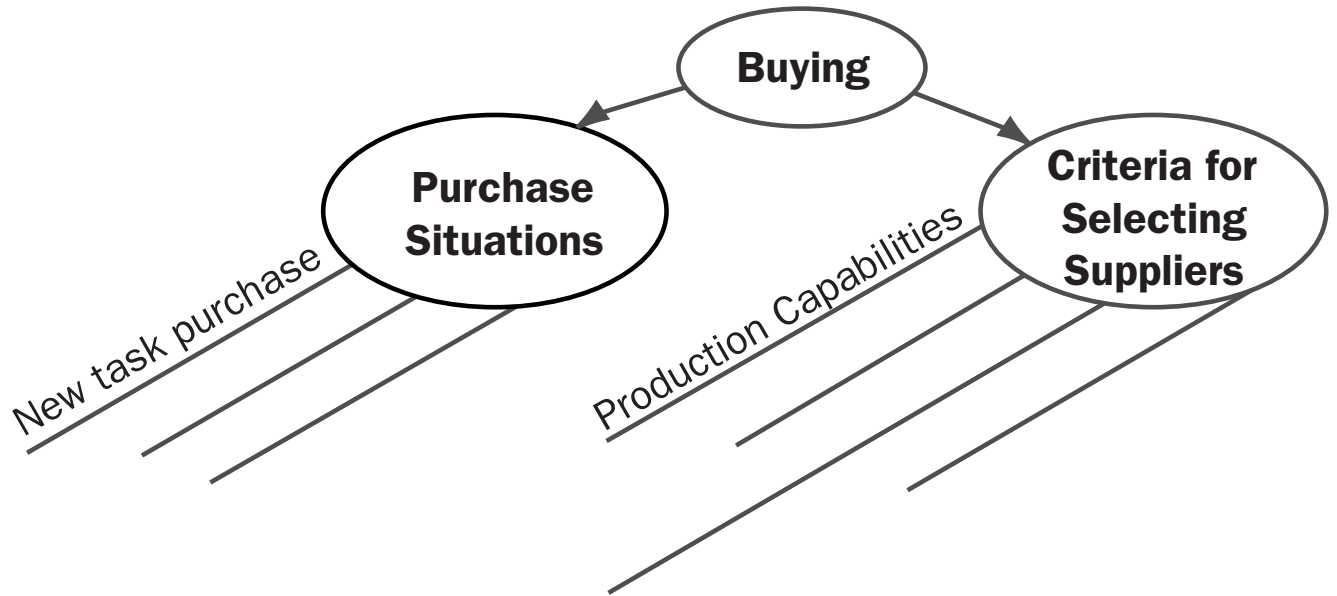 Buying
Purchase
Situations
New task purchase
Criteria for
Selecting
Suppliers
Production Capabilities